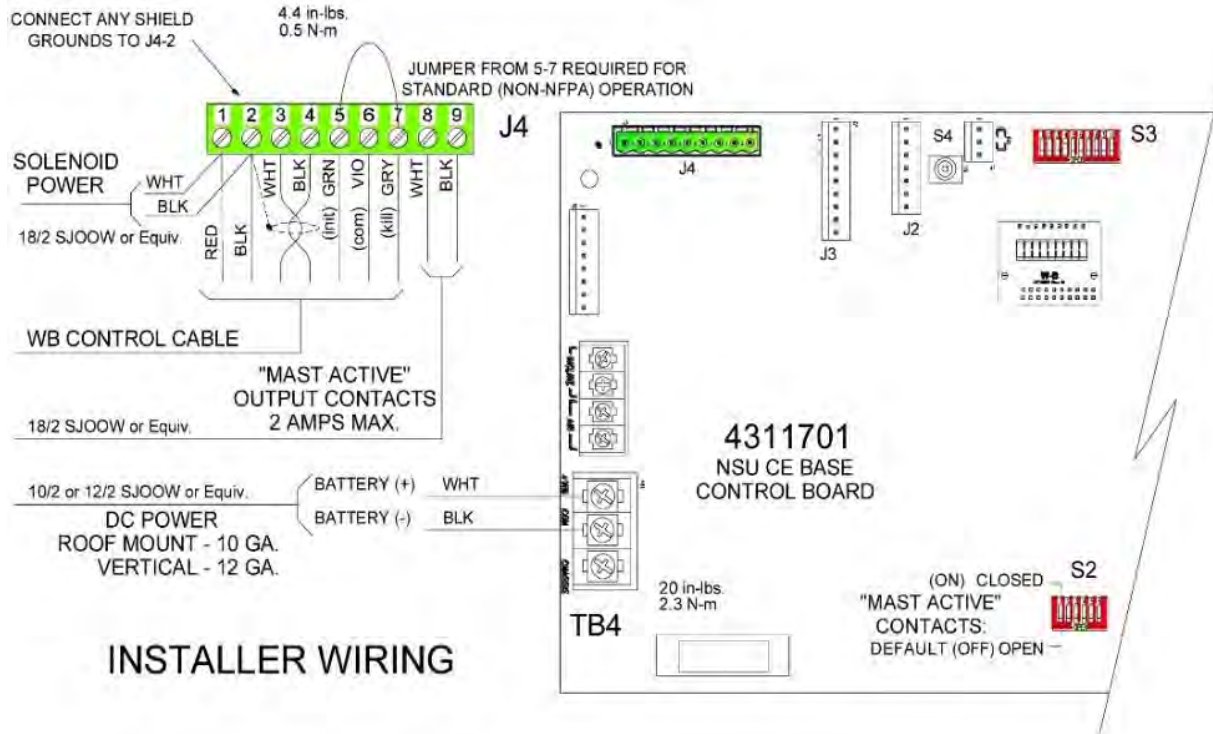 CONNECT ANY SHIELD
GROUNDS TO J4-2
4.4 in-lbs.
0.5 N-m
JUMPER FROM 5-7 REQUIRED FOR
STANDARD (NON-NFPA) OPERATION
1 2 3 4 5 6 7 8 9
J4
SOLENOID
POWER
WHT
BLK
18/2 SJOOW or Equiv.
RED
BLK
WHT
BLK
(init) GRN
(com) VIO
(kill) GRY
WHT
BLK
WB CONTROL CABLE
"MAST ACTIVE"
OUTPUT CONTACTS
2 AMPS MAX.
18/2 SJOOW or Equiv.
10/2 or 12/2 SJOOW or Equiv.
BATTERY (+) WHT
BATTERY (-) BLK
DC POWER
ROOF MOUNT - 10 GA.
VERTICAL - 12 GA.
INSTALLER WIRING
J4
J3
J2
S4
S3
4311701
NSU CE BASE
CONTROL BOARD
TB4
20 in-lbs.
2.3 N-m
(ON) CLOSED
S2
"MAST ACTIVE"
CONTACTS:
DEFAULT (OFF) OPEN